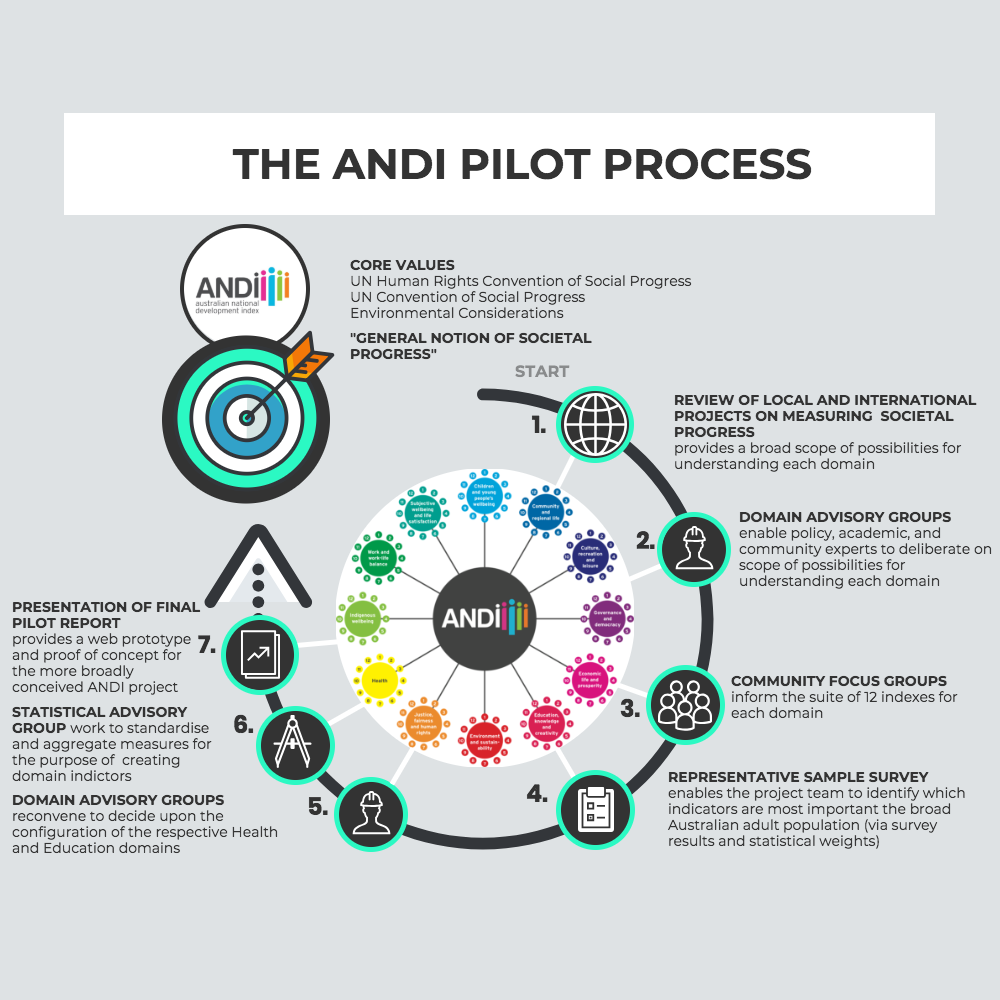 THE ANDI PILOT PROCESS
ANDI
australian national
development index
CORE VALUES
UN Human Rights Convention of Social Progress
UN Convention of Social Progress
Environmental Considerations
"GENERAL NOTION OF SOCIETAL
PROGRESS"
START
1.
REVIEW OF LOCAL AND INTERNATIONAL
PROJECTS ON MEASURING  SOCIETAL
PROGRESS
provides a broad scope of possibilities for
understanding each domain
2.
DOMAIN ADVISORY GROUPS
enable policy, academic, and
community experts to deliberate on
scope of possibilities for
understanding each domain
3.
COMMUNITY FOCUS GROUPS
inform the suite of 12 indexes for
each domain
4.
REPRESENTATIVE SAMPLE SURVEY
enables the project team to identify which
indicators are most important the broad
Australian adult population (via survey
results and statistical weights)
5.
DOMAIN ADVISORY GROUPS
reconvene to decide upon the
configuration of the respective Health
and Education domains
6.
STATISTICAL ADVISORY
GROUP work to standardise
and aggregate measures for
the purpose of  creating
domain indictors
7.
PRESENTATION OF FINAL
PILOT REPORT
provides a web prototype
and proof of concept for
the more broadly
conceived ANDI project
ANDI
Children
and young
people's
wellbeing
Community
and
regional life
Culture,
recreation
and
leisure
Governance
and
democracy
Economic
life and
prosperity
Education,
knowledge
and
creativity
Environment
and sustain-
ability
Justice,
fairness
and human
rights
Health
Indigenous
wellbeing
Work and
work-life
balance
Subjective
wellbeing
and life
satisfaction